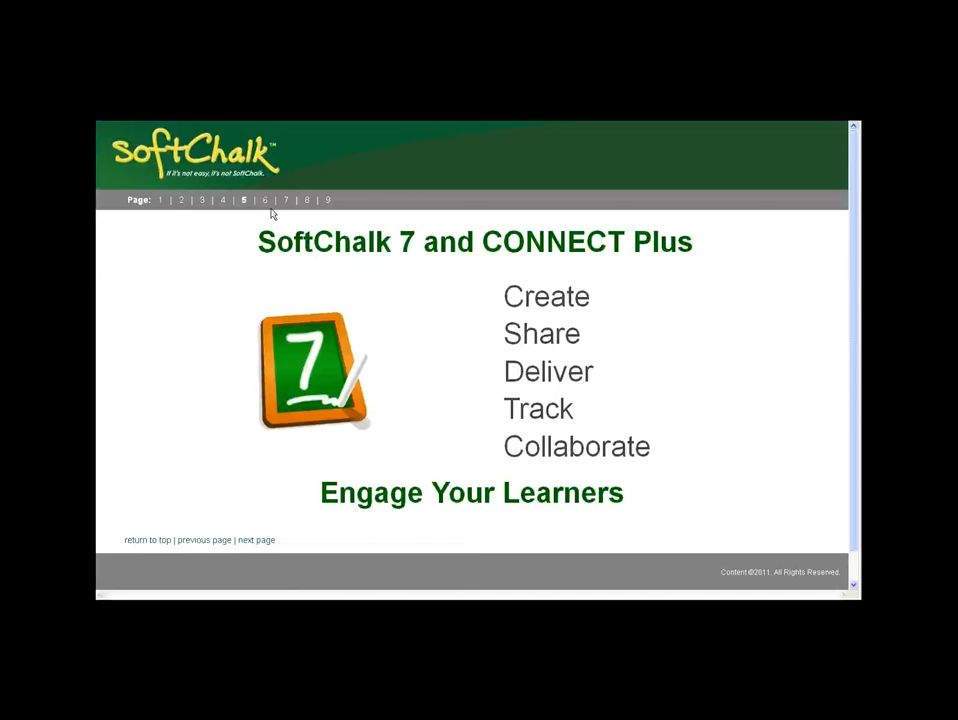 SoftChalk™
If it's not easy, it's not SoftChalk.
Page: 1 | 2 | 3 | 4 | 5 | 6 | 7 | 8 | 9
SoftChalk 7 and CONNECT Plus
7
Create
Share
Deliver
Track
Collaborate
Engage Your Learners
return to top | previous page | next page
Content ©2011. All Rights Reserved.